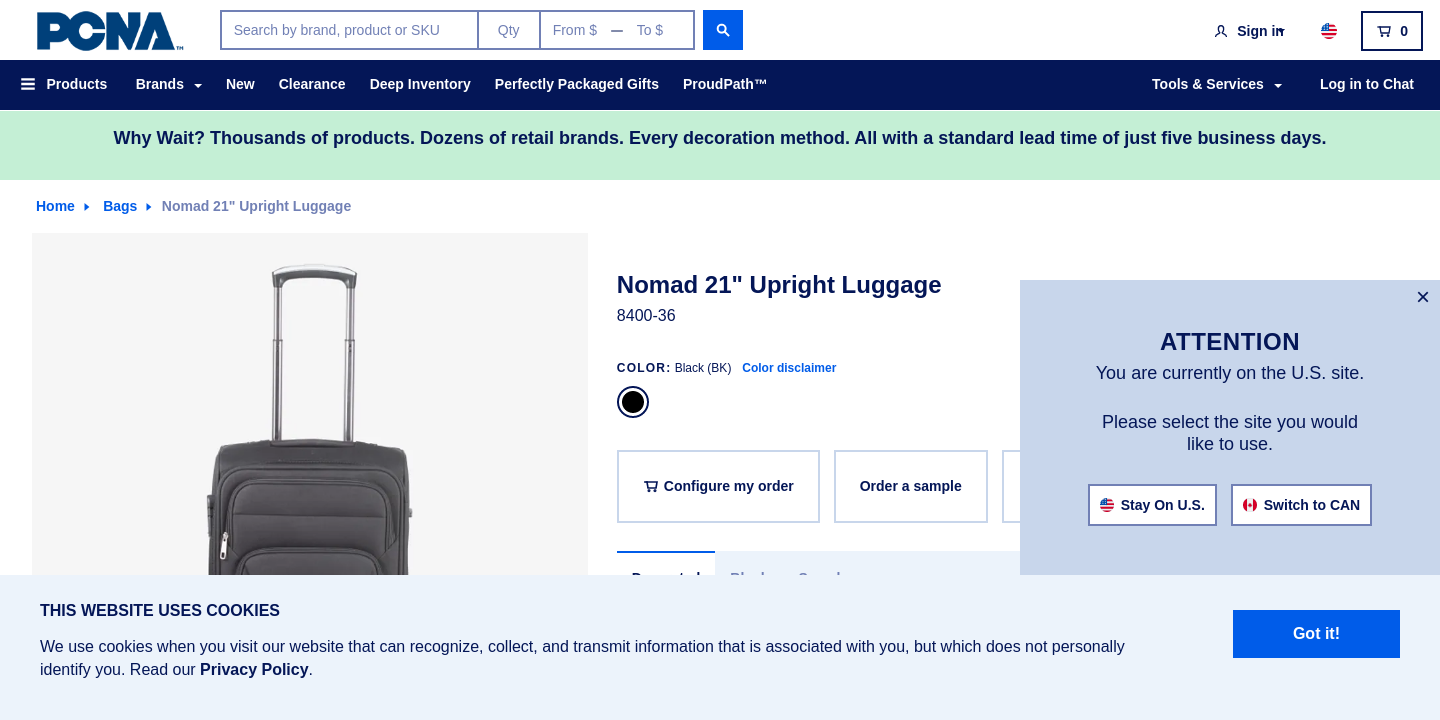 PCNA™
Search by brand, product or SKU
Qty
From $ — To $
Sign in
0
Products
Brands
New
Clearance
Deep Inventory
Perfectly Packaged Gifts
ProudPath™
Tools & Services
Log in to Chat
Why Wait? Thousands of products. Dozens of retail brands. Every decoration method. All with a standard lead time of just five business days.
Home
Bags
Nomad 21" Upright Luggage
Nomad 21" Upright Luggage
8400-36
COLOR: Black (BK) Color disclaimer
Configure my order
Order a sample
×
ATTENTION
You are currently on the U.S. site.
Please select the site you would
like to use.
Stay On U.S.
Switch to CAN
THIS WEBSITE USES COOKIES
We use cookies when you visit our website that can recognize, collect, and transmit information that is associated with you, but which does not personally
identify you. Read our Privacy Policy.
Got it!